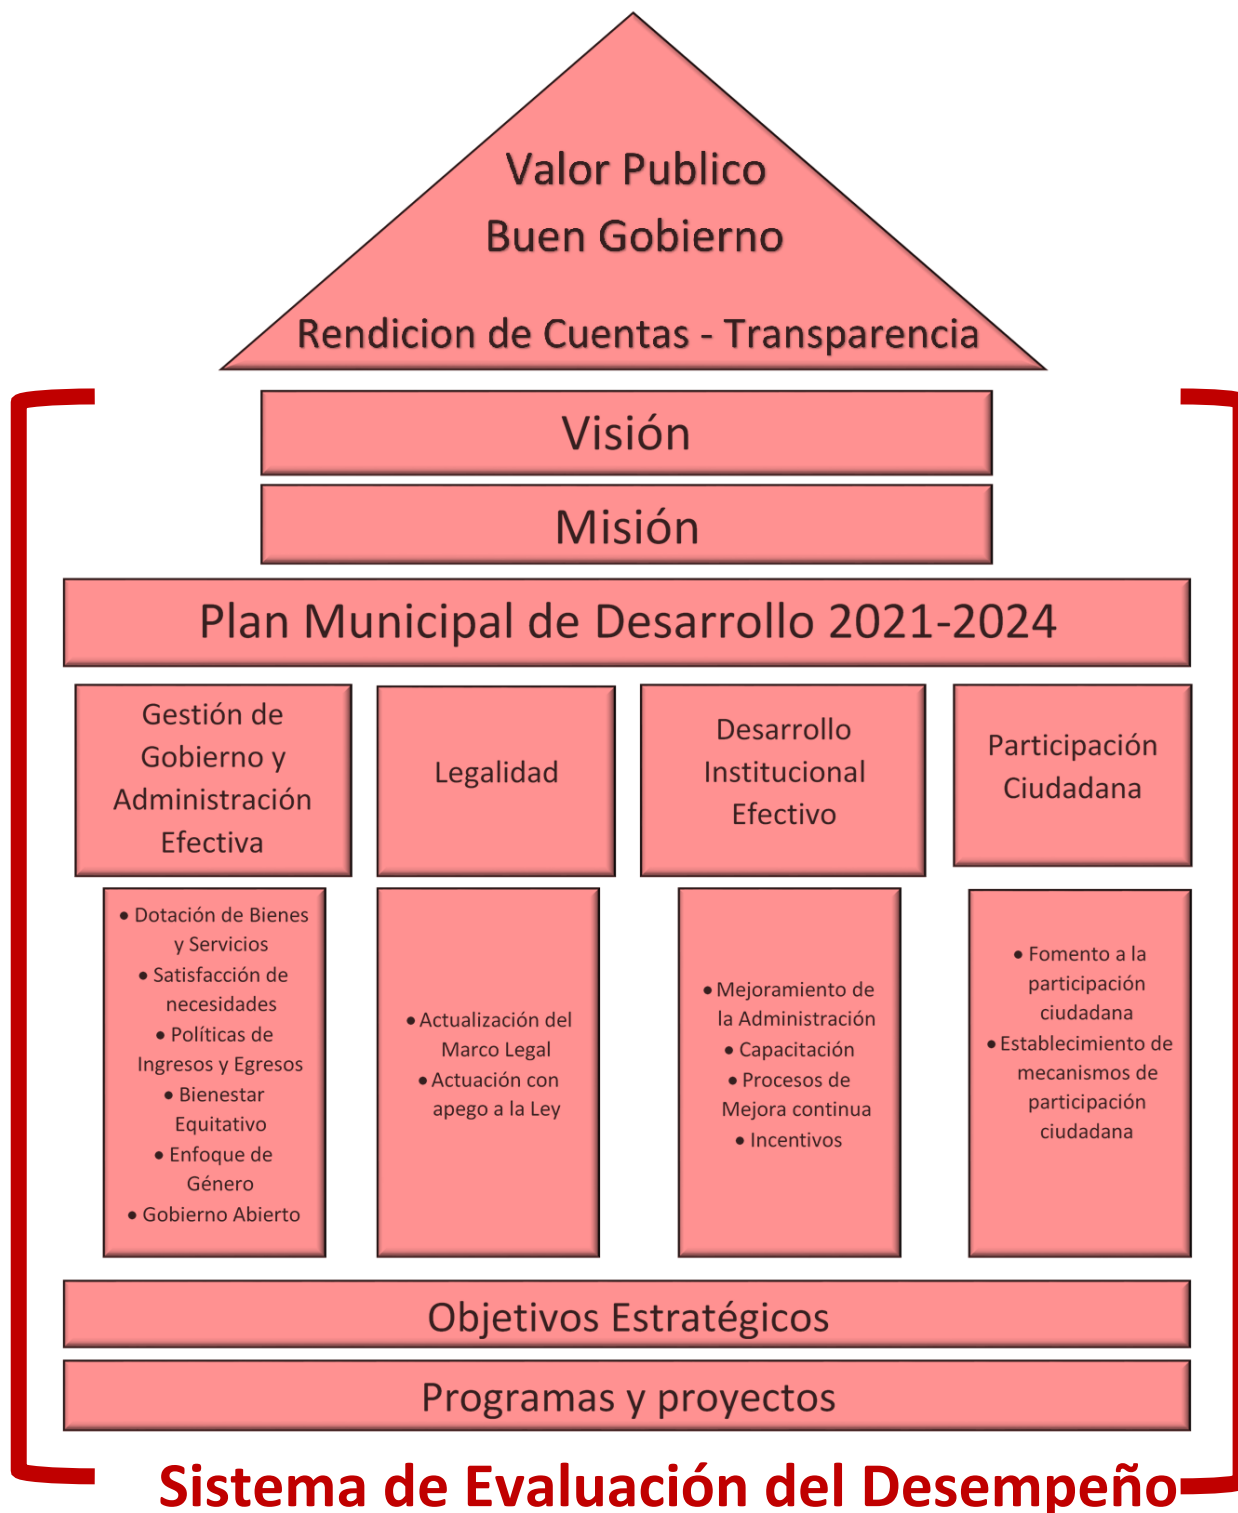 Valor Publico
Buen Gobierno
Rendicion de Cuentas - Transparencia
Visión
Misión
Plan Municipal de Desarrollo 2021-2024
Gestión de
Gobierno y
Administración
Efectiva
Legalidad
Desarrollo
Institucional
Efectivo
Participación
Ciudadana
• Dotación de Bienes
y Servicios
• Satisfacción de
necesidades
• Políticas de
Ingresos y Egresos
• Bienestar
Equitativo
• Enfoque de
Género
• Gobierno Abierto
• Actualización del
Marco Legal
• Actuación con
apego a la Ley
• Mejoramiento de
la Administración
• Capacitación
• Procesos de
Mejora continua
• Incentivos
• Fomento a la
participación
ciudadana
• Establecimiento de
mecanismos de
participación
ciudadana
Objetivos Estratégicos
Programas y proyectos
Sistema de Evaluación del Desempeño